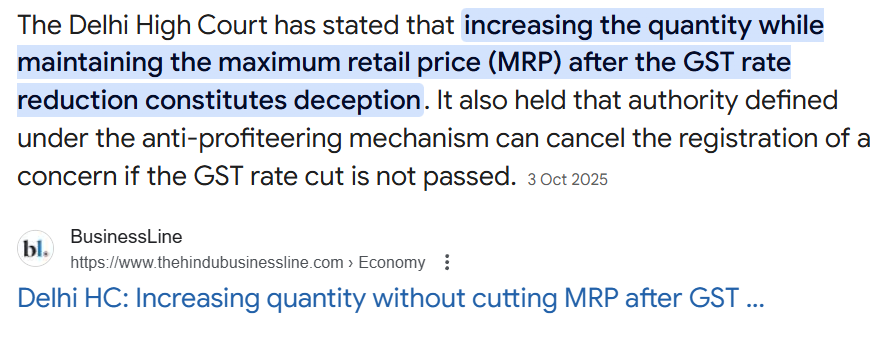 The Delhi High Court has stated that increasing the quantity while
maintaining the maximum retail price (MRP) after the GST rate
reduction constitutes deception. It also held that authority defined
under the anti-profiteering mechanism can cancel the registration of a
concern if the GST rate cut is not passed. 3 Oct 2025
bl.
BusinessLine
https://www.thehindubusinessline.com › Economy
Delhi HC: Increasing quantity without cutting MRP after GST ...